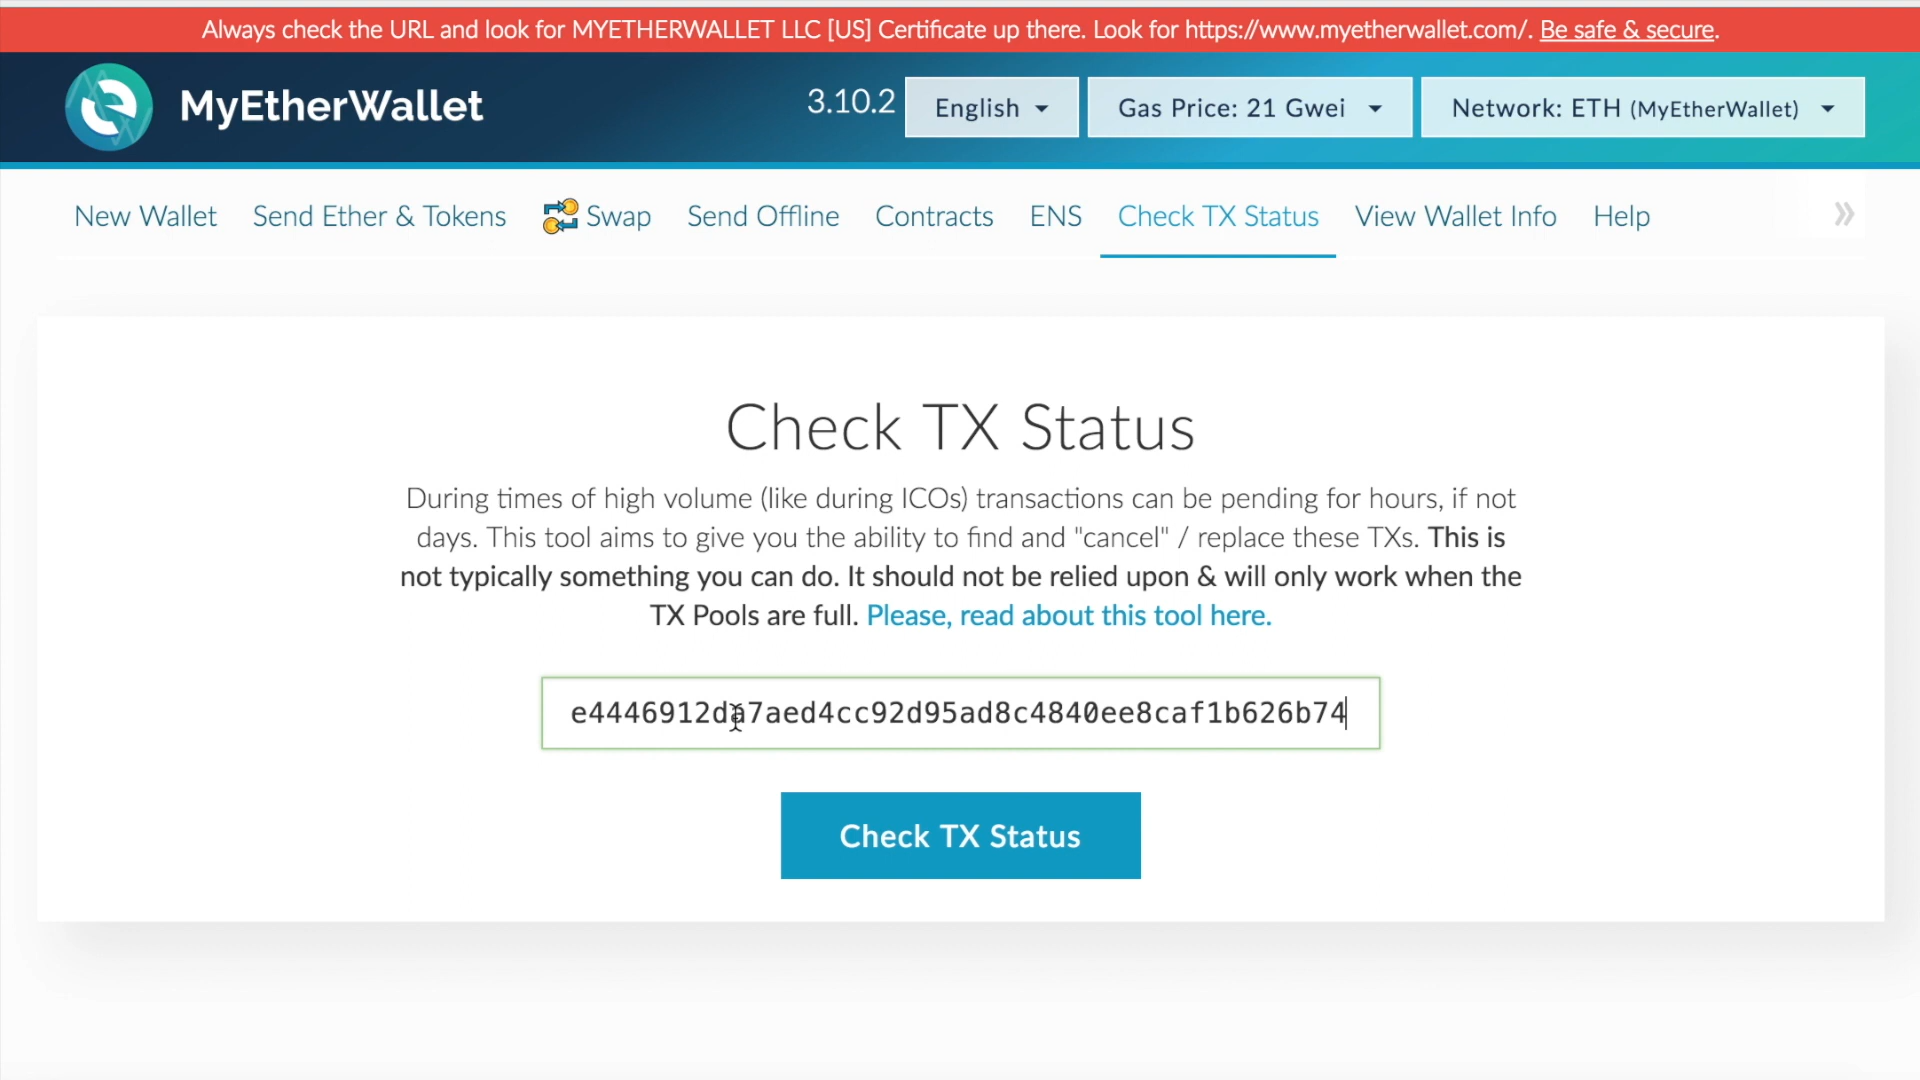 Always check the URL and look for MYETHERWALLET LLC [US] Certificate up there. Look for https://www.myetherwallet.com/. Be safe & secure.
MyEtherWallet
3.10.2
English
Gas Price: 21 Gwei
Network: ETH (MyEtherWallet)
New Wallet
Send Ether & Tokens
Swap
Send Offline
Contracts
ENS
Check TX Status
View Wallet Info
Help
»
Check TX Status
During times of high volume (like during ICOs) transactions can be pending for hours, if not
days. This tool aims to give you the ability to find and "cancel" / replace these TXs. This is
not typically something you can do. It should not be relied upon & will only work when the
TX Pools are full. Please, read about this tool here.
e4446912da7aed4cc92d95ad8c4840ee8caf1b626b74
Check TX Status